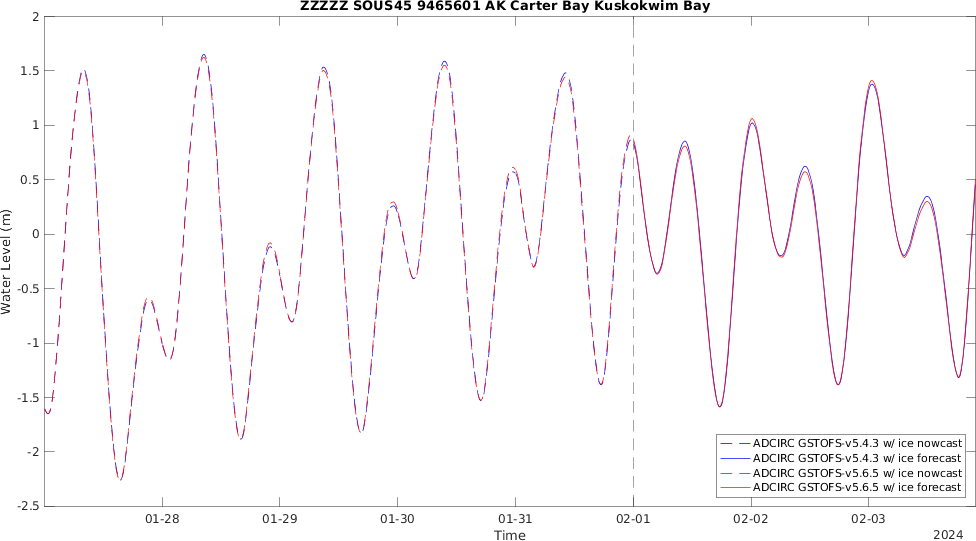 ZZZZZ SOUS45 9465601 AK Carter Bay Kuskokwim Bay
2
1.5
1
0.5
0
-0.5
-1
-1.5
-2
-2.5
Water Level (m)
01-28 01-29 01-30 01-31 02-01 02-02 02-03
Time
2024
ADCIRC GSTOFS-v5.4.3 w/ ice nowcast
ADCIRC GSTOFS-v5.4.3 w/ ice forecast
ADCIRC GSTOFS-v5.6.5 w/ ice nowcast
ADCIRC GSTOFS-v5.6.5 w/ ice forecast